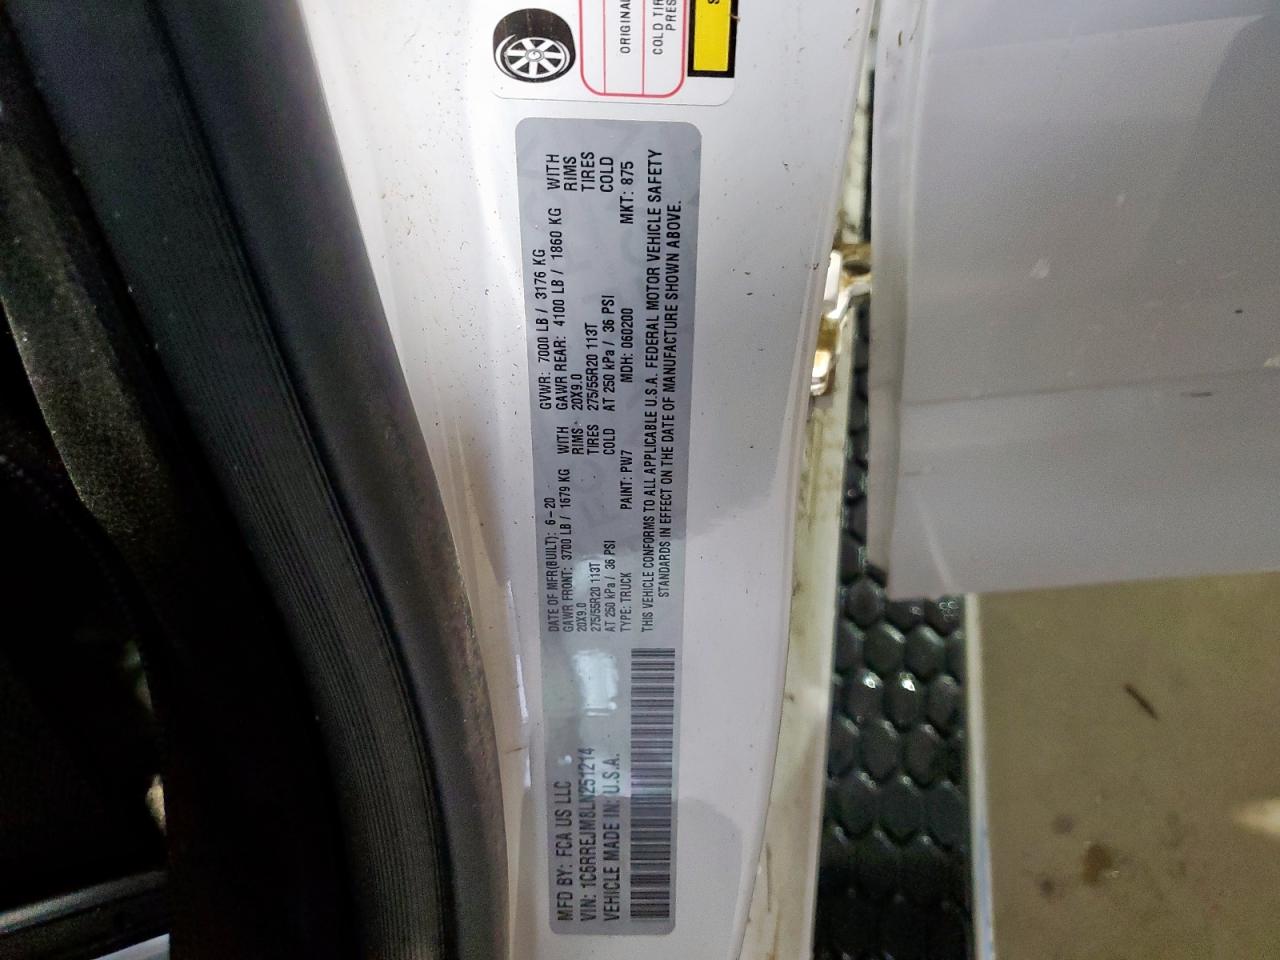 ORIGINAL
COLD TIRE
PRES
S
MFD BY: FCA US LLC
VIN: 1C6RREJM8LN251214
VEHICLE MADE IN: U.S.A.
DATE OF MFR(BUILT): 6-20 GVWR: 7000 LB / 3176 KG
GAWR FRONT: 3700 LB / 1679 KG WITH GAWR REAR: 4100 LB / 1860 KG WITH
20X9.0 RIMS 20X9.0 RIMS
275/55R20 113T TIRES 275/55R20 113T TIRES
AT 250 kPa / 36 PSI COLD AT 250 kPa / 36 PSI COLD
TYPE: TRUCK PAINT: PW7 MDH: 060200 MKT: 875
THIS VEHICLE CONFORMS TO ALL APPLICABLE U.S.A. FEDERAL MOTOR VEHICLE SAFETY
STANDARDS IN EFFECT ON THE DATE OF MANUFACTURE SHOWN ABOVE.